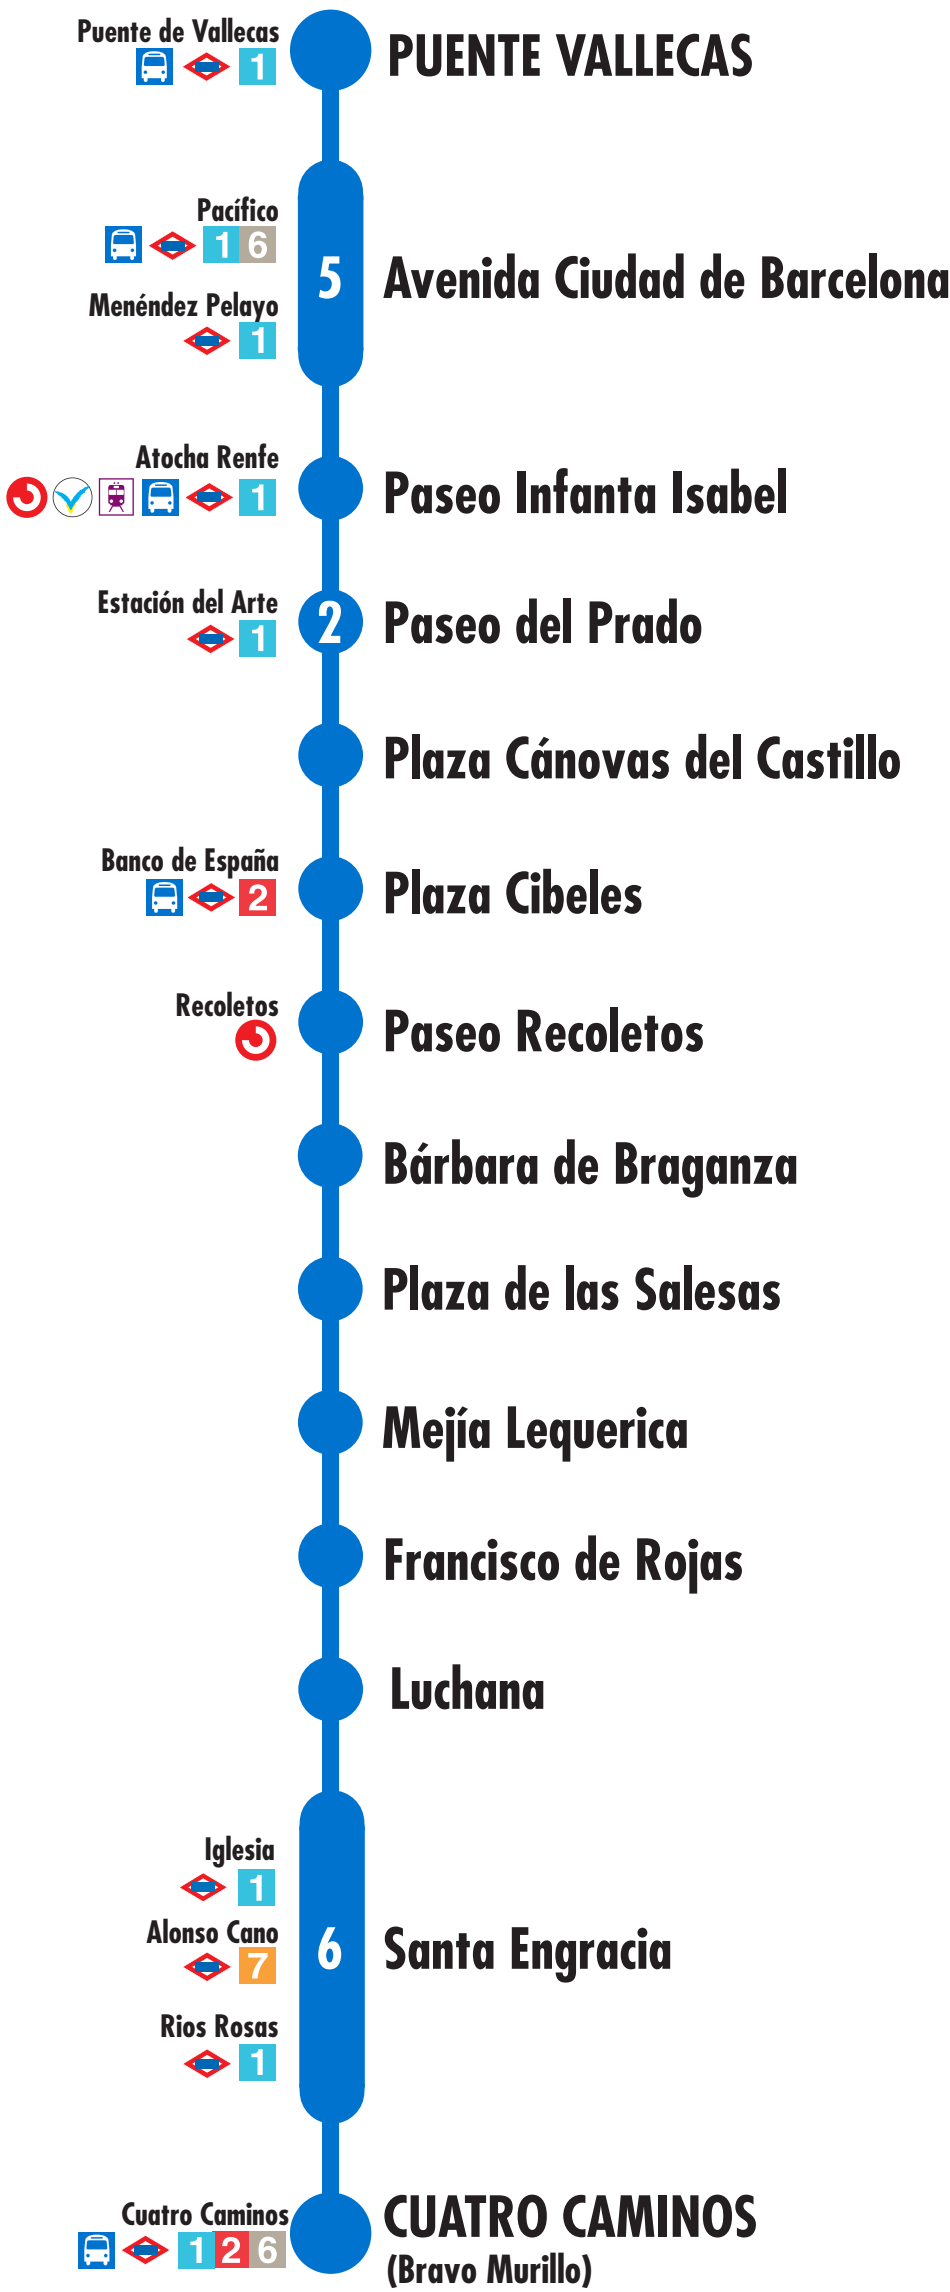 Puente de Vallecas
1
PUENTE VALLECAS
Pacífico
1 6
Menéndez Pelayo
1
5
Avenida Ciudad de Barcelona
Atocha Renfe
1
Paseo Infanta Isabel
Estación del Arte
1
2
Paseo del Prado
Plaza Cánovas del Castillo
Banco de España
2
Plaza Cibeles
Recoletos
Paseo Recoletos
Bárbara de Braganza
Plaza de las Salesas
Mejía Lequerica
Francisco de Rojas
Luchana
Iglesia
1
Alonso Cano
7
Rios Rosas
1
6
Santa Engracia
Cuatro Caminos
1 2 6
CUATRO CAMINOS
(Bravo Murillo)